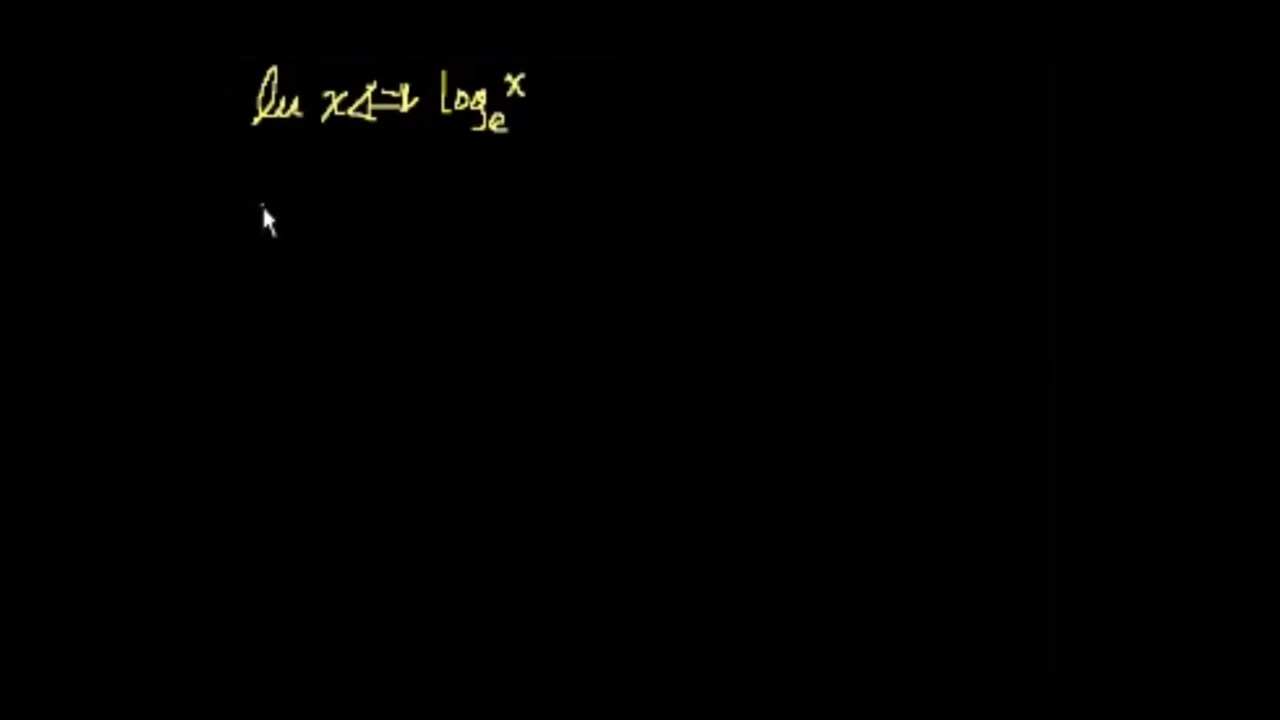 ln x ⇔ log_e x